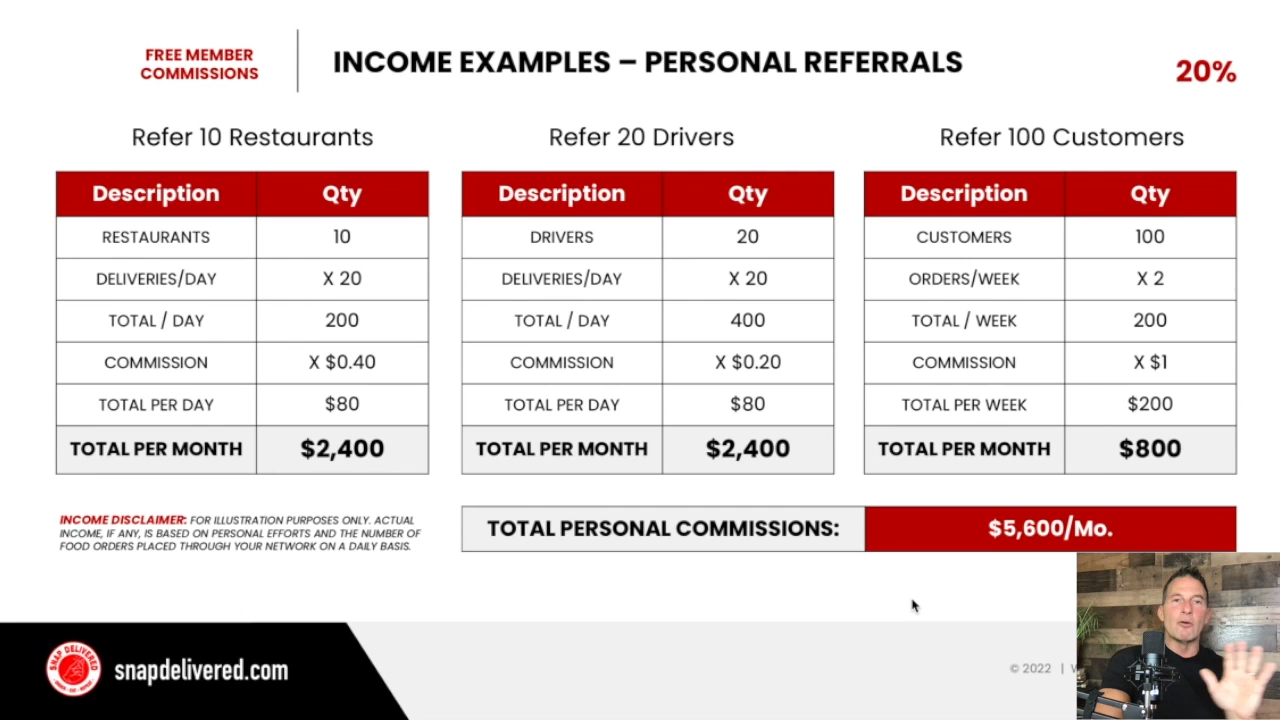 FREE MEMBER
COMMISSIONS
INCOME EXAMPLES – PERSONAL REFERRALS
20%
Refer 10 Restaurants
Description Qty
RESTAURANTS 10
DELIVERIES/DAY X 20
TOTAL / DAY 200
COMMISSION X $0.40
TOTAL PER DAY $80
TOTAL PER MONTH $2,400
Refer 20 Drivers
Description Qty
DRIVERS 20
DELIVERIES/DAY X 20
TOTAL / DAY 400
COMMISSION X $0.20
TOTAL PER DAY $80
TOTAL PER MONTH $2,400
Refer 100 Customers
Description Qty
CUSTOMERS 100
ORDERS/WEEK X 2
TOTAL / WEEK 200
COMMISSION X $1
TOTAL PER WEEK $200
TOTAL PER MONTH $800
INCOME DISCLAIMER: FOR ILLUSTRATION PURPOSES ONLY. ACTUAL
INCOME, IF ANY, IS BASED ON PERSONAL EFFORTS AND THE NUMBER OF
FOOD ORDERS PLACED THROUGH YOUR NETWORK ON A DAILY BASIS.
TOTAL PERSONAL COMMISSIONS: $5,600/Mo.
SNAP DELIVERED
snapdelivered.com
© 2022 |